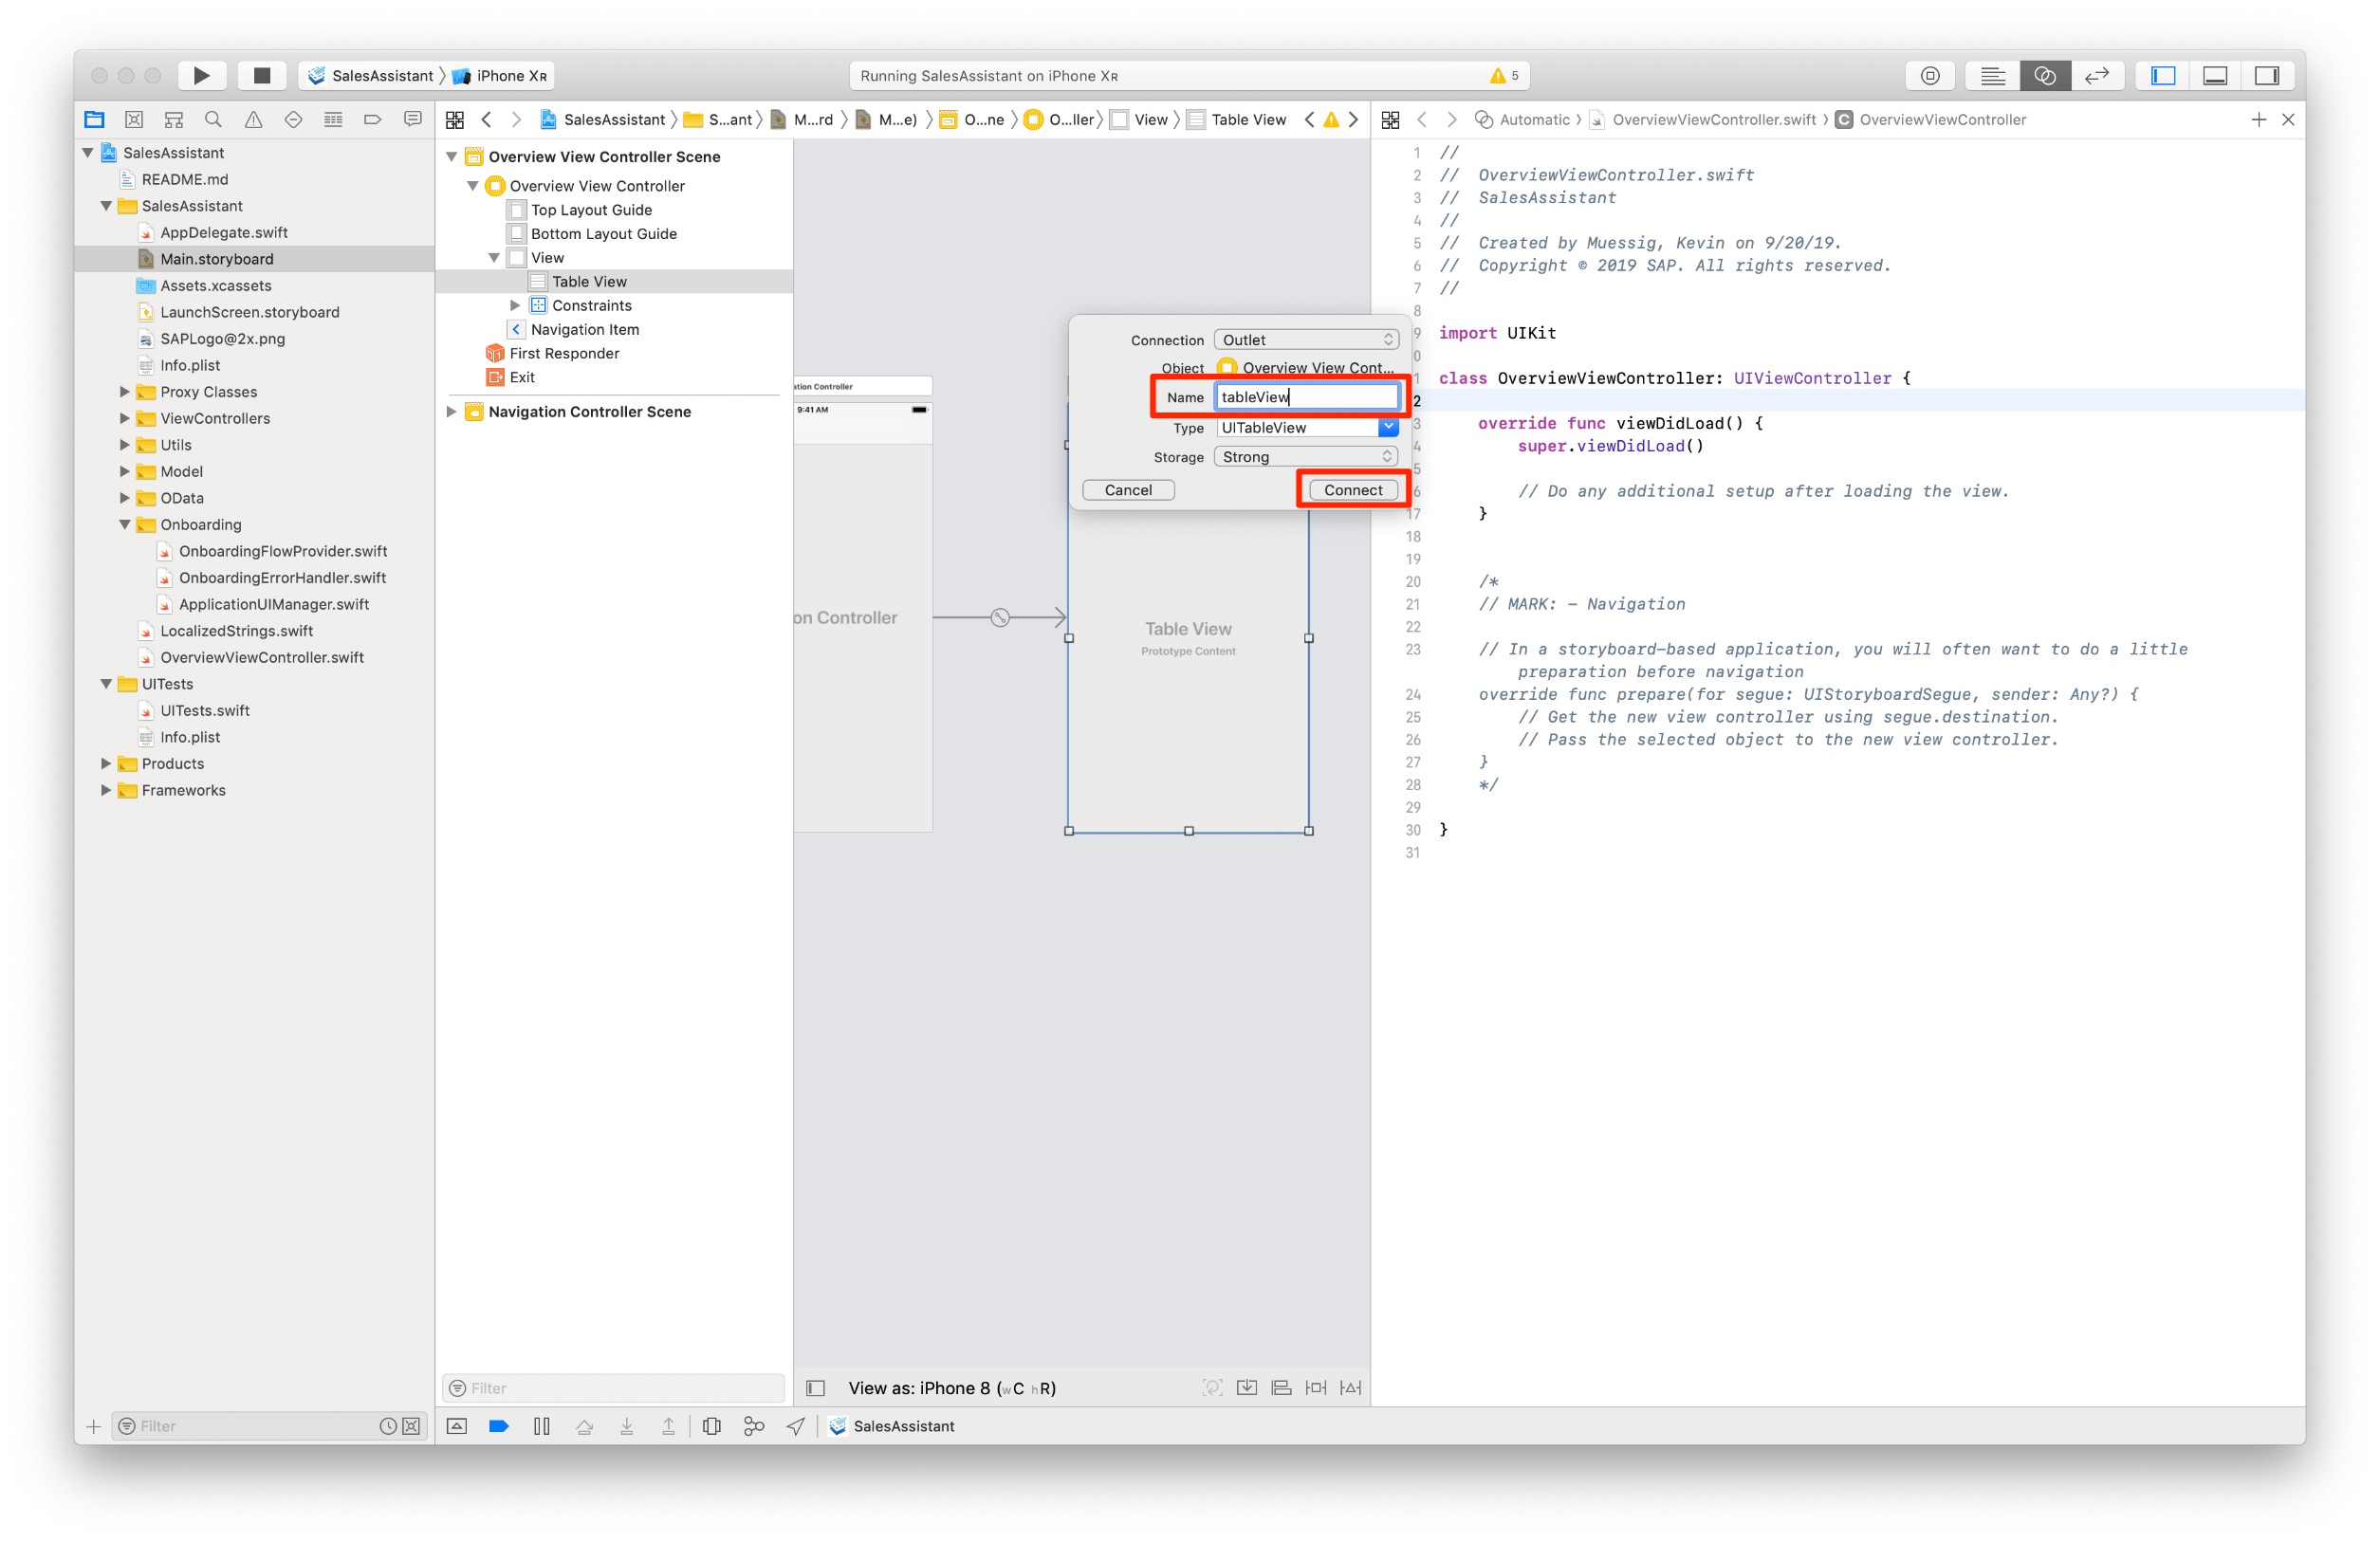 SalesAssistant
iPhone XR
Running SalesAssistant on iPhone XR
5
SalesAssistant
README.md
SalesAssistant
AppDelegate.swift
Main.storyboard
Assets.xcassets
LaunchScreen.storyboard
SAPLogo@2x.png
Info.plist
Proxy Classes
ViewControllers
Utils
Model
OData
Onboarding
OnboardingFlowProvider.swift
OnboardingErrorHandler.swift
ApplicationUIManager.swift
LocalizedStrings.swift
OverviewViewController.swift
UITests
UITests.swift
Info.plist
Products
Frameworks
Filter
SalesAssistant S...ant M...rd M...e) O...ne O...ller View Table View
Overview View Controller Scene
Overview View Controller
Top Layout Guide
Bottom Layout Guide
View
Table View
Constraints
Navigation Item
First Responder
Exit
Navigation Controller Scene
Filter
ation Controller
9:41 AM
on Controller
Table View
Prototype Content
Connection Outlet
Object Overview View Cont...
Name tableView
Type UITableView
Storage Strong
Cancel Connect
View as: iPhone 8 (wC hR)
SalesAssistant
Automatic OverviewViewController.swift C OverviewViewController
1 //
2 // OverviewViewController.swift
3 // SalesAssistant
4 //
5 // Created by Muessig, Kevin on 9/20/19.
6 // Copyright © 2019 SAP. All rights reserved.
7 //
8
9 import UIKit
0
1 class OverviewViewController: UIViewController {
2
3 override func viewDidLoad() {
4 super.viewDidLoad()
5
6 // Do any additional setup after loading the view.
17 }
18
19
20 /*
21 // MARK: - Navigation
22
23 // In a storyboard-based application, you will often want to do a little
preparation before navigation
24 override func prepare(for segue: UIStoryboardSegue, sender: Any?) {
25 // Get the new view controller using segue.destination.
26 // Pass the selected object to the new view controller.
27 }
28 */
29
30 }
31